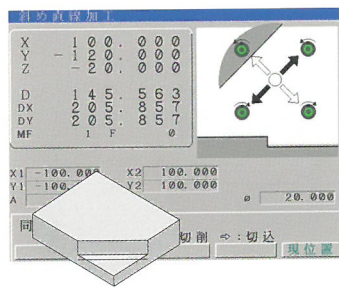 斜め直線加工
X 100.000
Y -120.000
Z -20.000
D 145.563
DX 205.857
DY 205.857
MF 1 F 0
X1 -100.000 X2 100.000
Y1 -100.000 Y2 100.000
A ø 20.000
同
切削 ⇨:切込
現位置